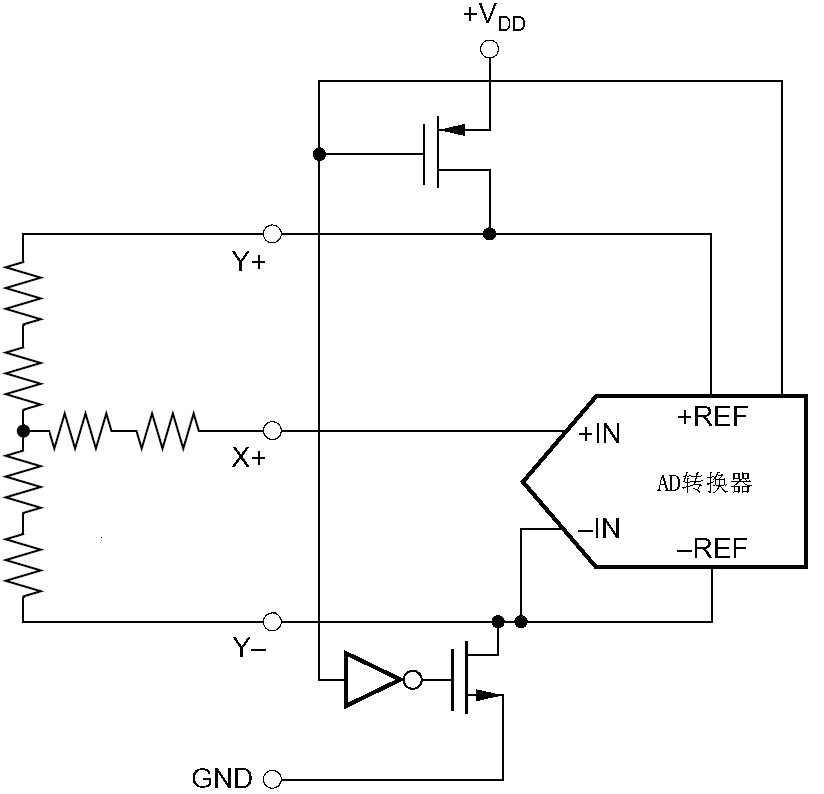 +VDD
Y+
+REF
+IN
X+
AD转换器
–IN
–REF
Y–
GND